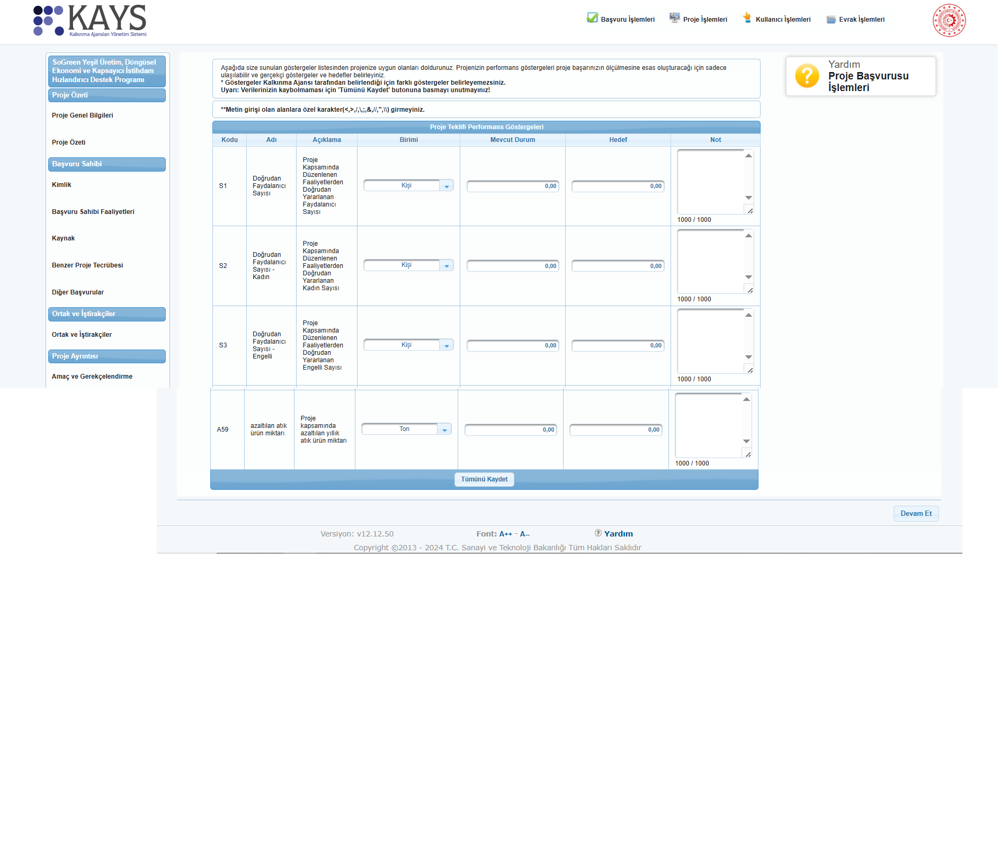 KAYS
Kalkınma Ajansları Yönetim Sistemi
Başvuru İşlemleri
Proje İşlemleri
Kullanıcı İşlemleri
Evrak İşlemleri
SoGreen Yeşil Üretim, Döngüsel
Ekonomi ve Kapsayıcı İstihdam
Hızlandırıcı Destek Programı
Proje Özeti
Proje Genel Bilgileri
Proje Özeti
Başvuru Sahibi
Kimlik
Başvuru Sahibi Faaliyetleri
Kaynak
Benzer Proje Tecrübesi
Diğer Başvurular
Ortak ve İştirakçiler
Ortak ve İştirakçiler
Proje Ayrıntısı
Amaç ve Gerekçelendirme
Aşağıda size sunulan göstergeler listesinden projenize uygun olanları doldurunuz. Projenizin performans göstergeleri proje başarınızın ölçülmesine esas oluşturacağı için sadece
ulaşılabilir ve gerçekçi göstergeler ve hedefler belirleyiniz.
* Göstergeler Kalkınma Ajansı tarafından belirlendiği için farklı göstergeler belirleyemezsiniz.
Uyarı: Verilerinizin kaybolmaması için 'Tümünü Kaydet' butonuna basmayı unutmayınız!
**Metin girişi olan alanlara özel karakter(<,>,/,\,;,&,//,",\\) girmeyiniz.
Yardım
Proje Başvurusu
İşlemleri
Proje Teklifi Performans Göstergeleri
Kodu Adı Açıklama Birimi Mevcut Durum Hedef Not
S1
Doğrudan
Faydalanıcı
Sayısı
Proje
Kapsamında
Düzenlenen
Faaliyetlerden
Doğrudan
Yararlanan
Faydalanıcı
Sayısı
Kişi
0,00
0,00
1000 / 1000
S2
Doğrudan
Faydalanıcı
Sayısı -
Kadın
Proje
Kapsamında
Düzenlenen
Faaliyetlerden
Doğrudan
Yararlanan
Kadın Sayısı
Kişi
0,00
0,00
1000 / 1000
S3
Doğrudan
Faydalanıcı
Sayısı -
Engelli
Proje
Kapsamında
Düzenlenen
Faaliyetlerden
Doğrudan
Yararlanan
Engelli Sayısı
Kişi
0,00
0,00
1000 / 1000
A59
azaltılan atık
ürün miktarı
Proje
kapsamında
azaltılan yıllık
atık ürün miktarı
Ton
0,00
0,00
1000 / 1000
Tümünü Kaydet
Devam Et
Versiyon: v12.12.50
Font: A++ - A--
Yardım
Copyright ©2013 - 2024 T.C. Sanayi ve Teknoloji Bakanlığı Tüm Hakları Saklıdır